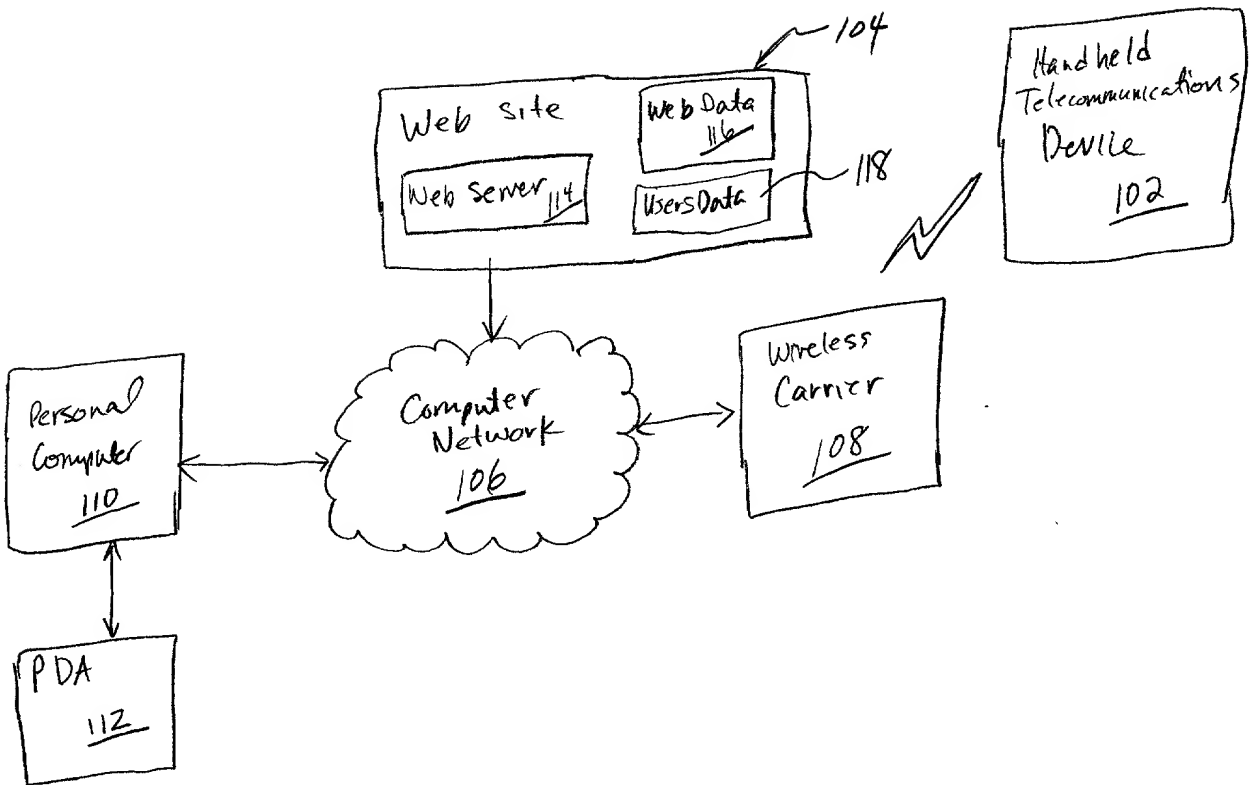 104
Web site
Web Data
116
Web Server 114
Users Data
118
Handheld
Telecommunications
Device
102
Wireless
Carrier
108
Computer
Network
106
Personal
Computer
110
PDA
112